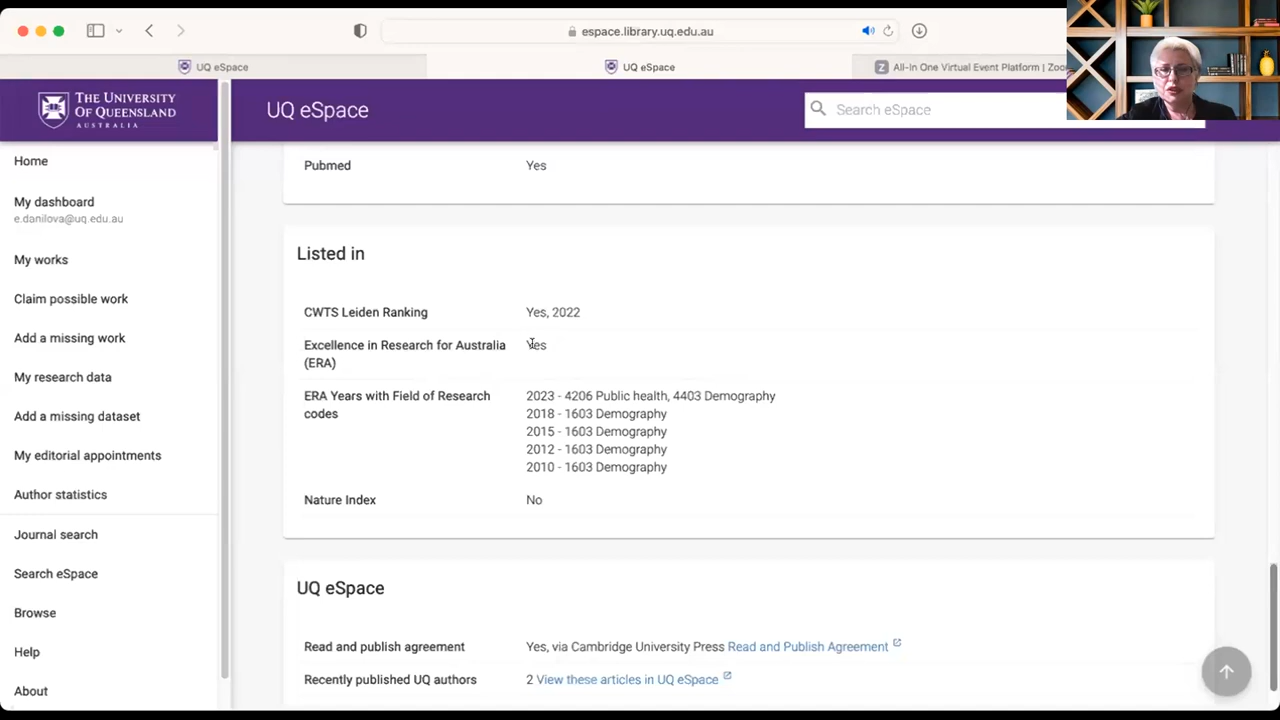 espace.library.uq.edu.au
UQ eSpace
UQ eSpace
All-In One Virtual Event Platform | Zoo
THE UNIVERSITY
OF QUEENSLAND
AUSTRALIA
UQ eSpace
Search eSpace
Home
My dashboard
e.danilova@uq.edu.au
My works
Claim possible work
Add a missing work
My research data
Add a missing dataset
My editorial appointments
Author statistics
Journal search
Search eSpace
Browse
Help
About
Pubmed Yes
Listed in
CWTS Leiden Ranking Yes, 2022
Excellence in Research for Australia Yes
(ERA)
ERA Years with Field of Research 2023 - 4206 Public health, 4403 Demography
codes 2018 - 1603 Demography
2015 - 1603 Demography
2012 - 1603 Demography
2010 - 1603 Demography
Nature Index No
UQ eSpace
Read and publish agreement Yes, via Cambridge University Press Read and Publish Agreement
Recently published UQ authors 2 View these articles in UQ eSpace